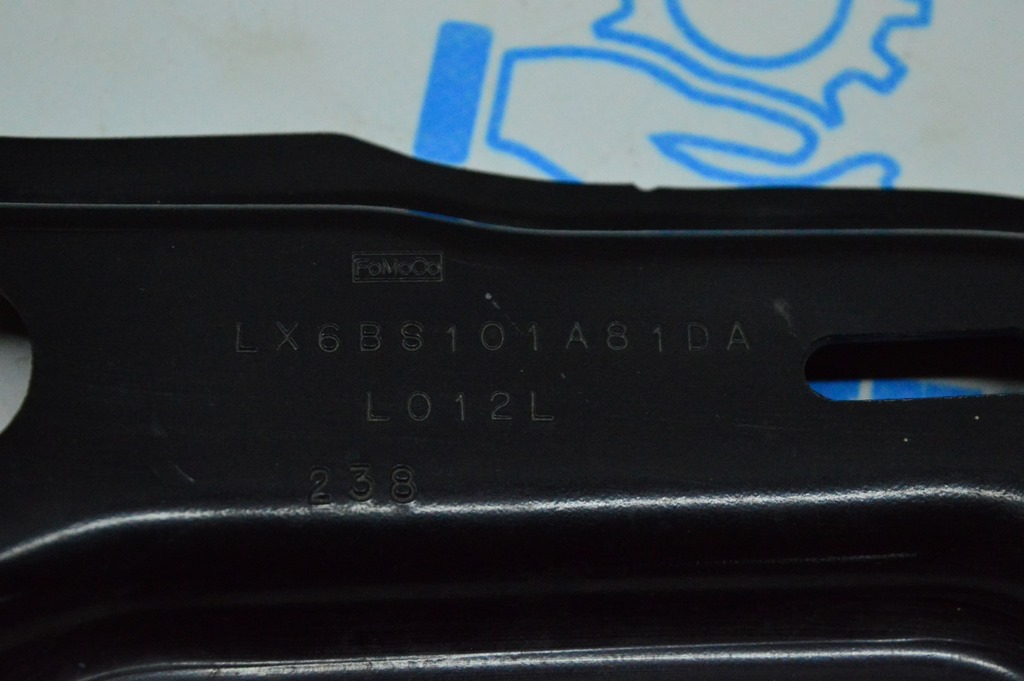 FoMoCo
LX6BS101A81DA
L012L
238